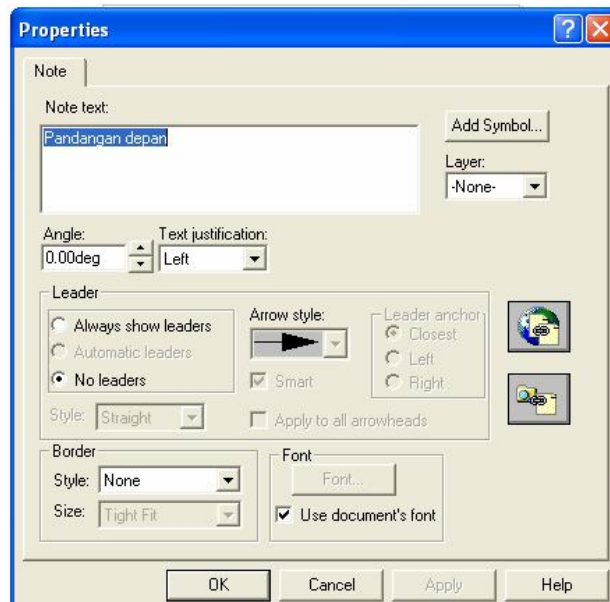 Properties
Note
Note text:
Pandangan depan
Add Symbol...
Layer:
-None-
Angle:
Text justification:
0.00deg
Left
Leader
Always show leaders
Automatic leaders
No leaders
Arrow style:
Smart
Leader anchor
Closest
Left
Right
Style:
Straight
Apply to all arrowheads
Border
Style:
None
Size:
Tight Fit
Font
Font...
Use document's font
OK
Cancel
Apply
Help